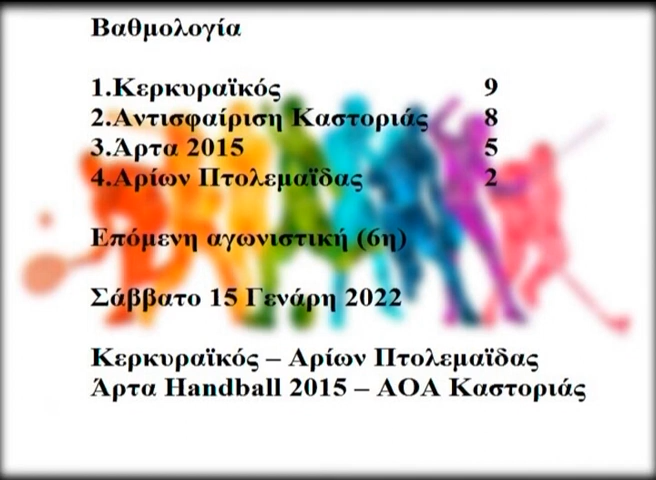 Βαθμολογία
1.Κερκυραϊκός 9
2.Αντισφαίριση Καστοριάς 8
3.Άρτα 2015 5
4.Αρίων Πτολεμαΐδας 2
Επόμενη αγωνιστική (6η)
Σάββατο 15 Γενάρη 2022
Κερκυραϊκός – Αρίων Πτολεμαΐδας
Άρτα Handball 2015 – ΑΟΑ Καστοριάς